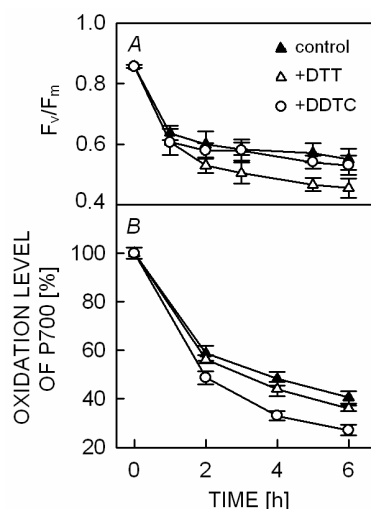 1.0
A
control
+DTT
+DDTC
0.8
0.6
0.4
Fv/Fm
B
100
80
60
40
20
OXIDATION LEVEL
OF P700 [%]
0 2 4 6
TIME [h]